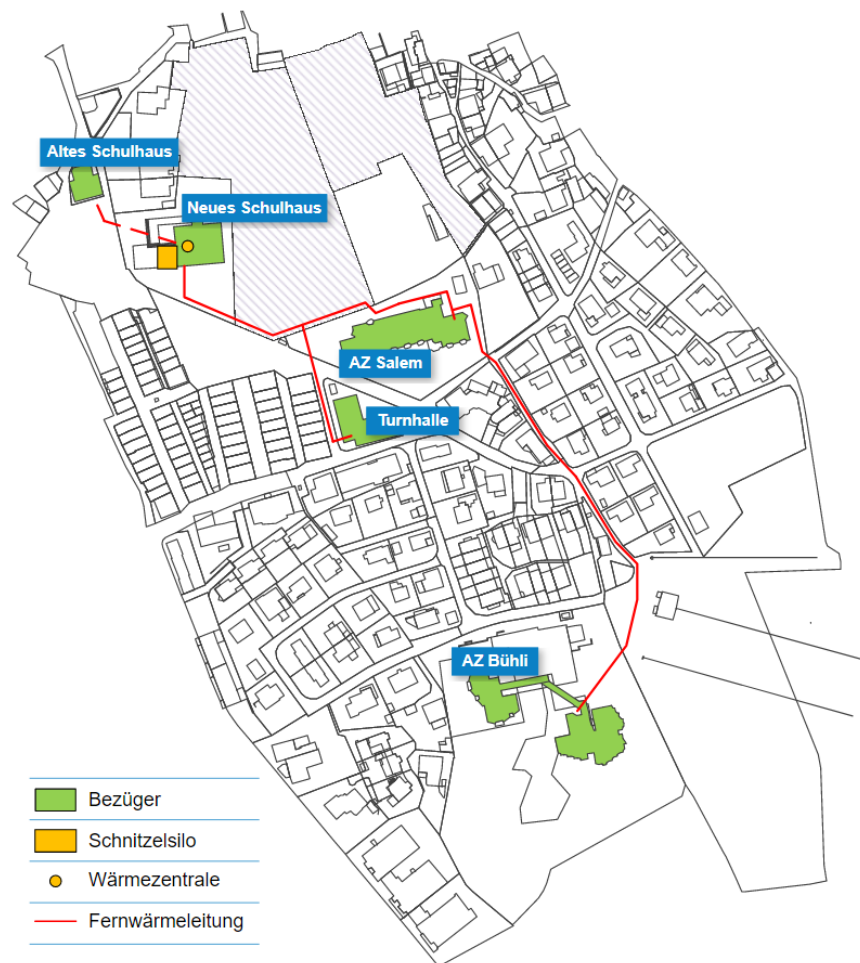 Altes Schulhaus
Neues Schulhaus
AZ Salem
Turnhalle
AZ Bühli
Bezüger
Schnitzelsilo
Wärmezentrale
Fernwärmeleitung